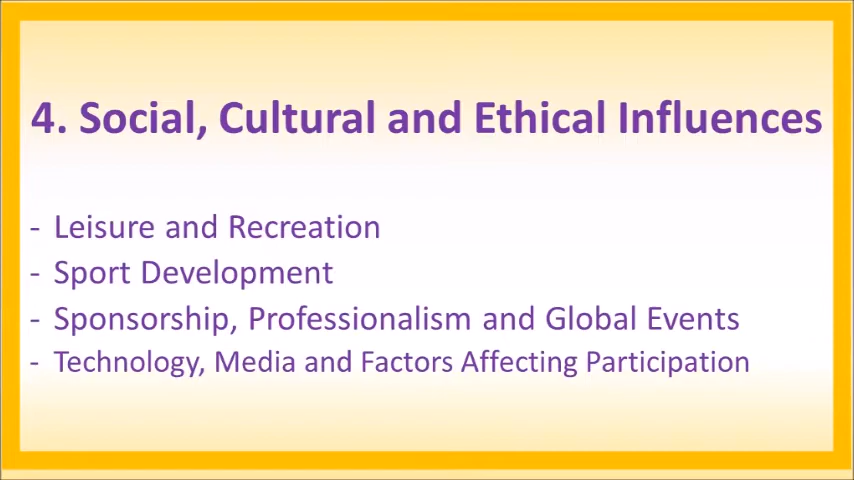 4. Social, Cultural and Ethical Influences
- Leisure and Recreation
- Sport Development
- Sponsorship, Professionalism and Global Events
- Technology, Media and Factors Affecting Participation